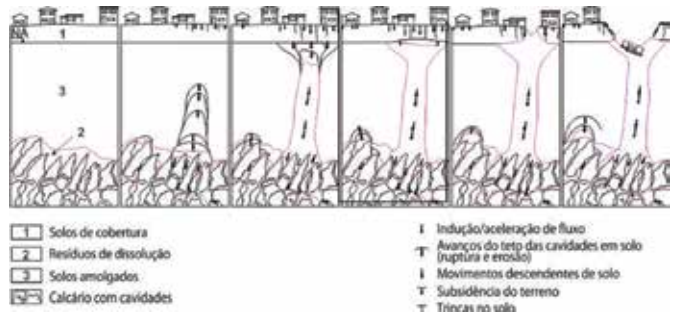 NA
1
3
2
1 Solos de cobertura
2 Resíduos de dissolução
3 Solos amolgados
Calcário com cavidades
Indução/aceleração de fluxo
Avanços do teto das cavidades em solo
(ruptura e erosão)
Movimentos descendentes de solo
Subsidência do terreno
Trincas no solo